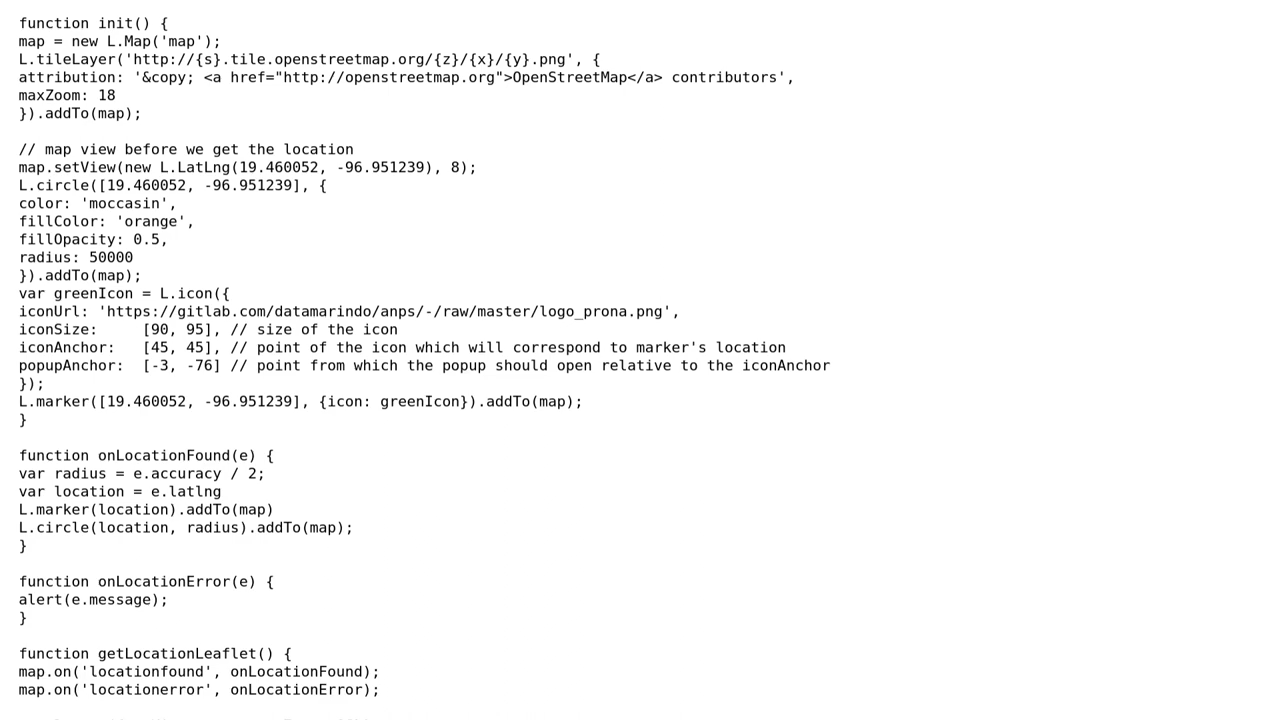 function init() {
map = new L.Map('map');
L.tileLayer('http://{s}.tile.openstreetmap.org/{z}/{x}/{y}.png', {
attribution: '&copy; <a href="http://openstreetmap.org">OpenStreetMap</a> contributors',
maxZoom: 18
}).addTo(map);

// map view before we get the location
map.setView(new L.LatLng(19.460052, -96.951239), 8);
L.circle([19.460052, -96.951239], {
color: 'moccasin',
fillColor: 'orange',
fillOpacity: 0.5,
radius: 50000
}).addTo(map);
var greenIcon = L.icon({
iconUrl: 'https://gitlab.com/datamarindo/anps/-/raw/master/logo_prona.png',
iconSize:     [90, 95], // size of the icon
iconAnchor:   [45, 45], // point of the icon which will correspond to marker's location
popupAnchor:  [-3, -76] // point from which the popup should open relative to the iconAnchor
});
L.marker([19.460052, -96.951239], {icon: greenIcon}).addTo(map);
}

function onLocationFound(e) {
var radius = e.accuracy / 2;
var location = e.latlng
L.marker(location).addTo(map)
L.circle(location, radius).addTo(map);
}

function onLocationError(e) {
alert(e.message);
}

function getLocationLeaflet() {
map.on('locationfound', onLocationFound);
map.on('locationerror', onLocationError);